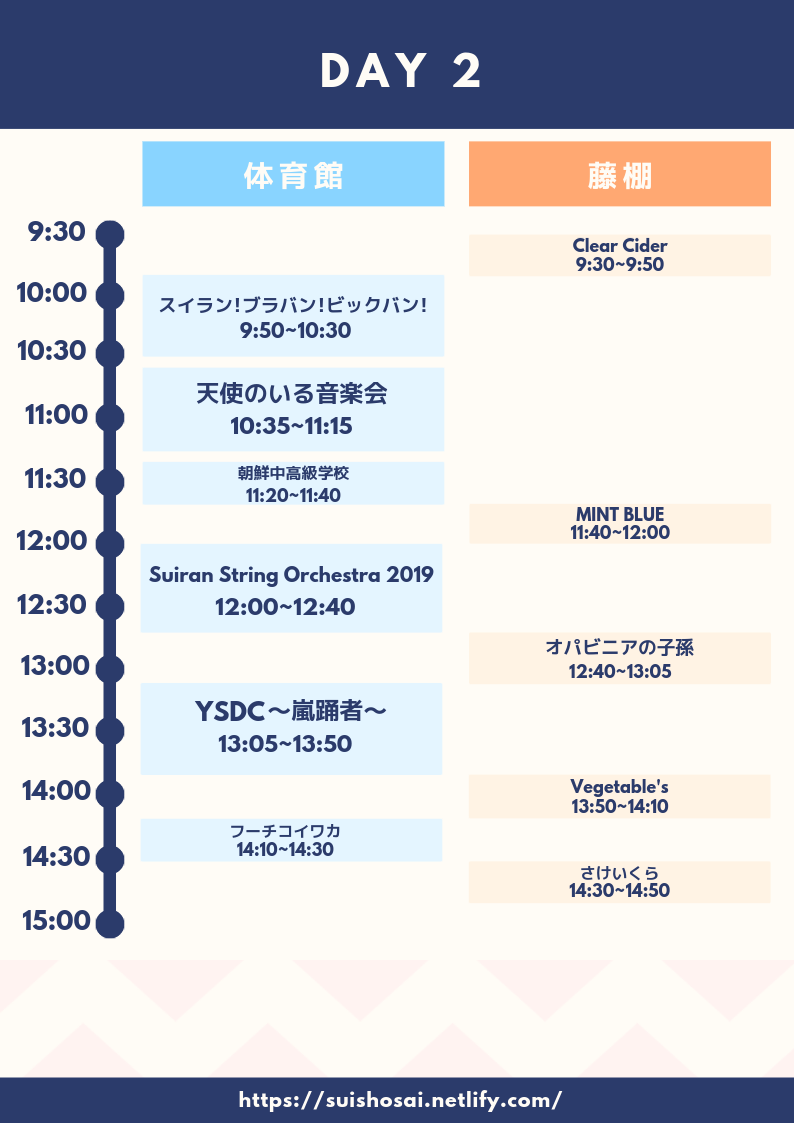 DAY 2
体育館
藤棚
9:30
10:00
10:30
11:00
11:30
12:00
12:30
13:00
13:30
14:00
14:30
15:00
スイラン!ブラバン!ビックバン!
9:50~10:30
天使のいる音楽会
10:35~11:15
朝鮮中高級学校
11:20~11:40
Suiran String Orchestra 2019
12:00~12:40
YSDC〜嵐踊者〜
13:05~13:50
フーチコイワカ
14:10~14:30
Clear Cider
9:30~9:50
MINT BLUE
11:40~12:00
オパビニアの子孫
12:40~13:05
Vegetable's
13:50~14:10
さけいくら
14:30~14:50
https://suishosai.netlify.com/